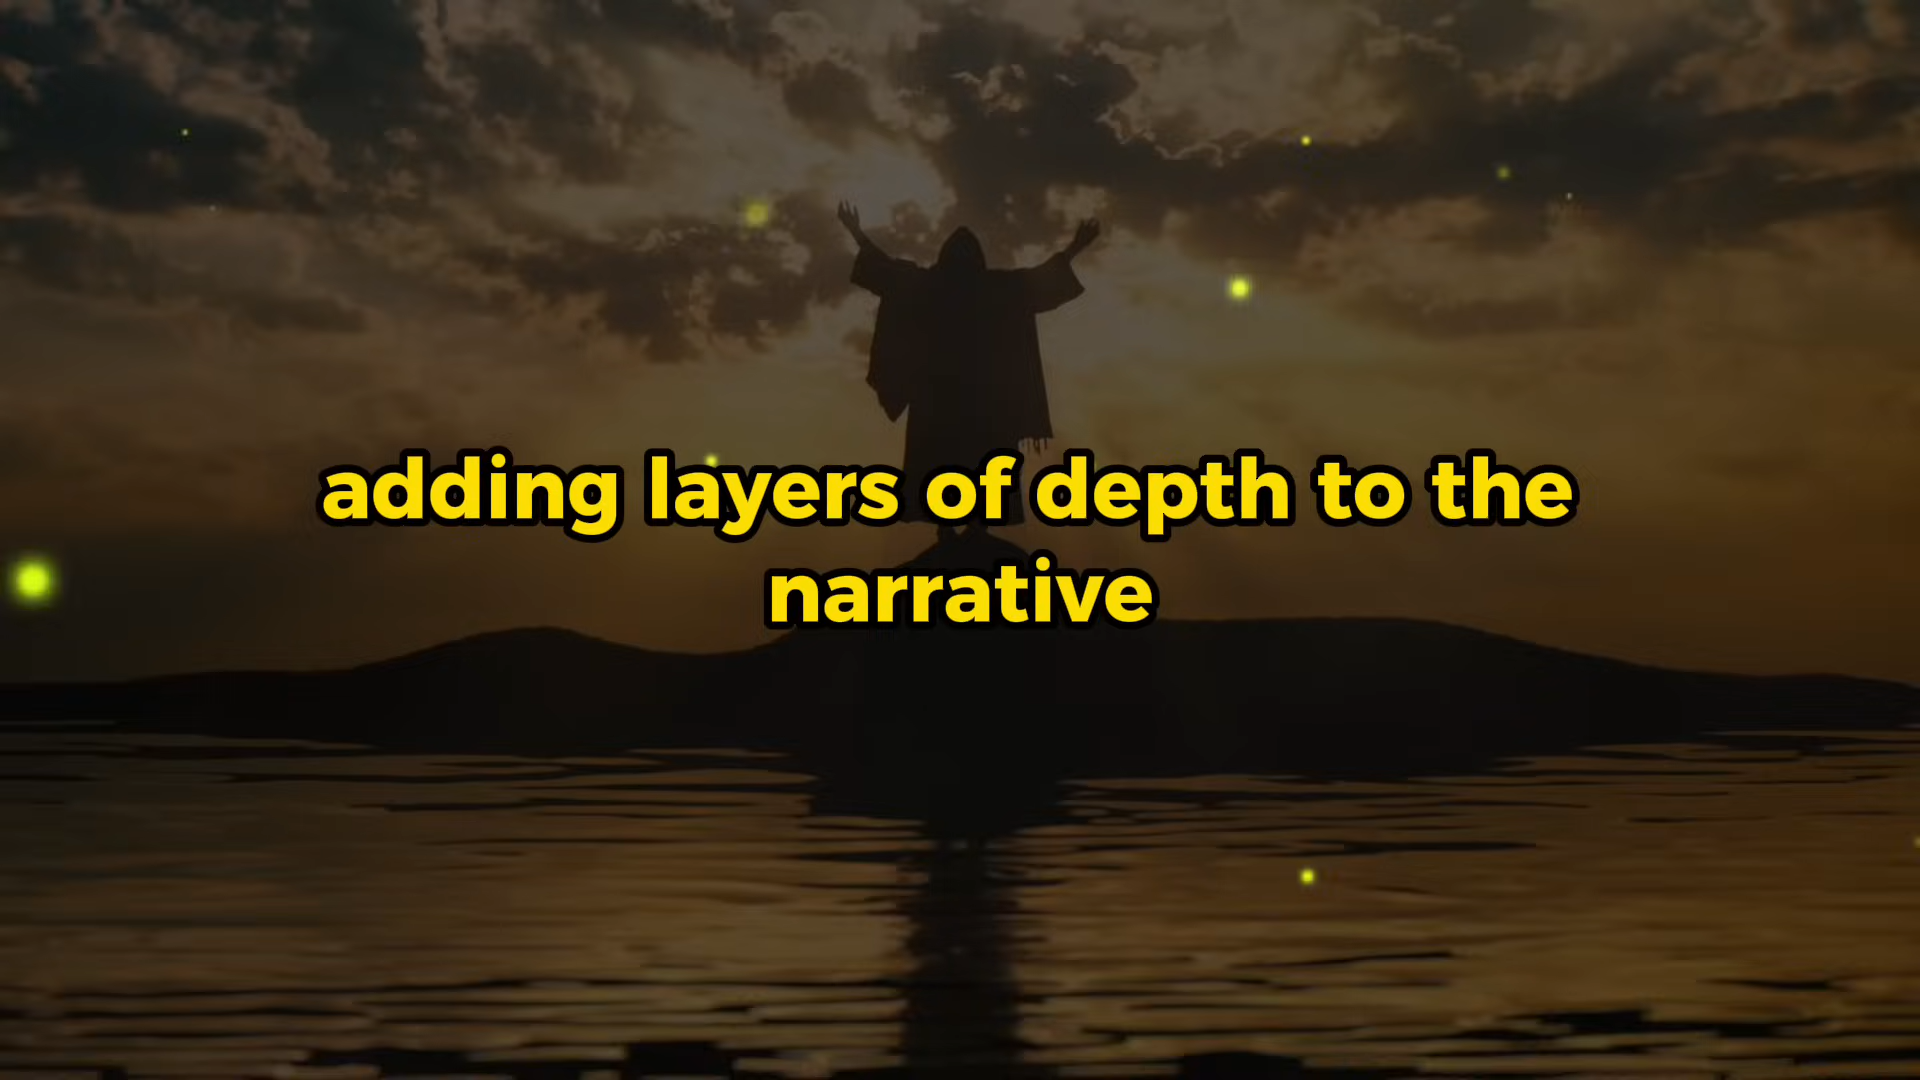 adding layers of depth to the
narrative